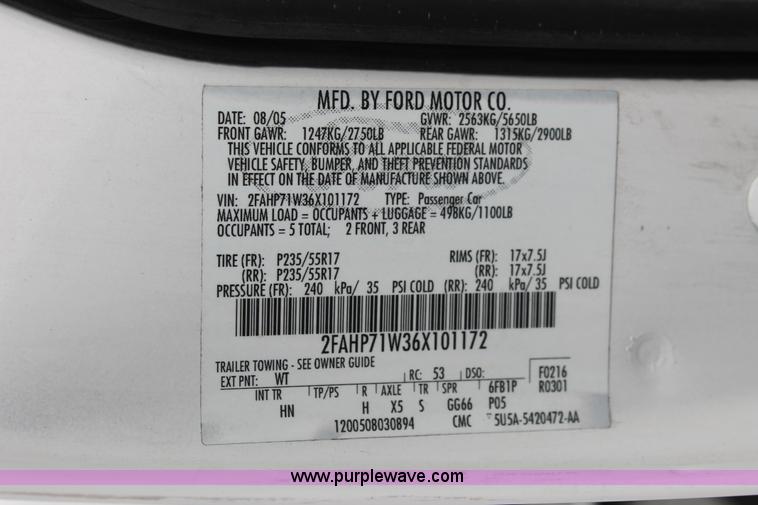 MFD. BY FORD MOTOR CO.
DATE: 08/05 GVWR: 2563KG/5650LB
FRONT GAWR: 1247KG/2750LB REAR GAWR: 1315KG/2900LB
THIS VEHICLE CONFORMS TO ALL APPLICABLE FEDERAL MOTOR
VEHICLE SAFETY, BUMPER, AND THEFT PREVENTION STANDARDS
IN EFFECT ON THE DATE OF MANUFACTURE SHOWN ABOVE.
VIN: 2FAHP71W36X101172 TYPE: Passenger Car
MAXIMUM LOAD = OCCUPANTS + LUGGAGE = 498KG/1100LB
OCCUPANTS = 5 TOTAL; 2 FRONT, 3 REAR
TIRE (FR): P235/55R17 RIMS (FR): 17x7.5J
(RR): P235/55R17 (RR): 17x7.5J
PRESSURE (FR): 240 kPa/ 35 PSI COLD (RR): 240 kPa/ 35 PSI COLD
2FAHP71W36X101172
TRAILER TOWING - SEE OWNER GUIDE
EXT PNT: WT RC: 53 DSO: F0216
INT TR TP/PS R AXLE TR SPR 6FB1P R0301
HN H X5 S GG66 P05
1200508030894 CMC 5U5A-5420472-AA
www.purplewave.com